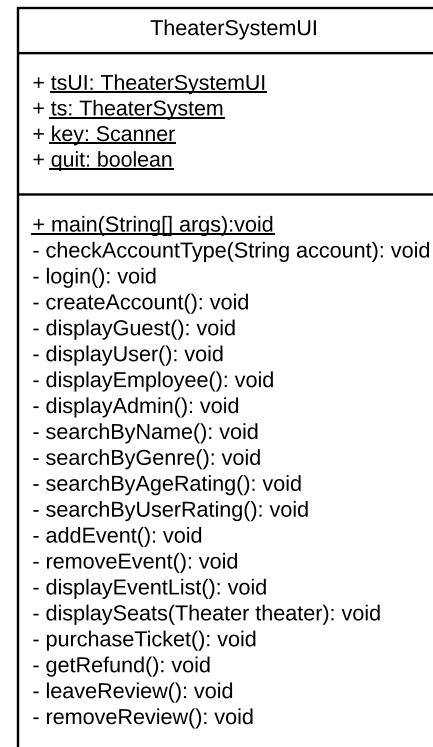 TheaterSystemUI
+ tsUI: TheaterSystemUI
+ ts: TheaterSystem
+ key: Scanner
+ quit: boolean
+ main(String[] args):void
- checkAccountType(String account): void
- login(): void
- createAccount(): void
- displayGuest(): void
- displayUser(): void
- displayEmployee(): void
- displayAdmin(): void
- searchByName(): void
- searchByGenre(): void
- searchByAgeRating(): void
- searchByUserRating(): void
- addEvent(): void
- removeEvent(): void
- displayEventList(): void
- displaySeats(Theater theater): void
- purchaseTicket(): void
- getRefund(): void
- leaveReview(): void
- removeReview(): void